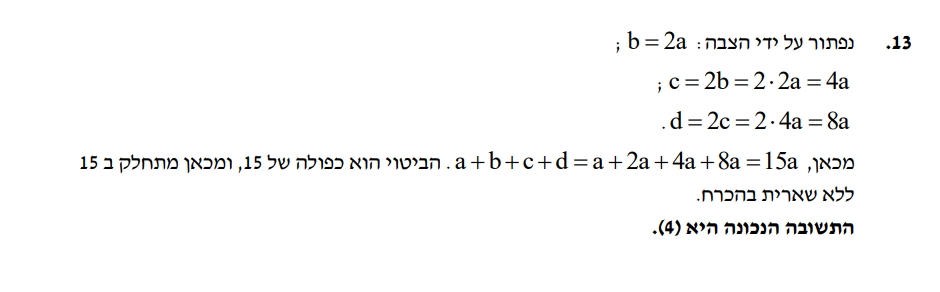 13. נפתור על ידי הצבה: b = 2a ;
c = 2b = 2·2a = 4a ;
d = 2c = 2·4a = 8a .
מכאן, a + b + c + d = a + 2a + 4a + 8a = 15a . הביטוי הוא כפולה של 15, ומכאן מתחלק ב 15
ללא שארית בהכרח.
התשובה הנכונה היא (4).